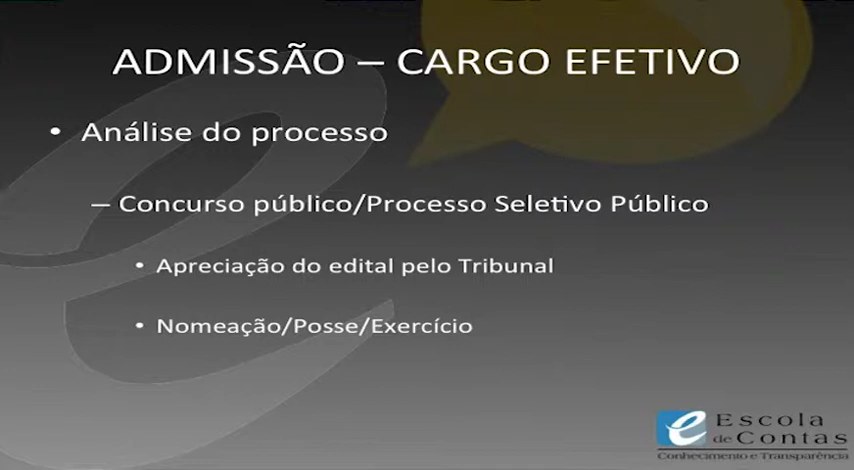 ADMISSÃO – CARGO EFETIVO
• Análise do processo
– Concurso público/Processo Seletivo Público
• Apreciação do edital pelo Tribunal
• Nomeação/Posse/Exercício
e Escola
de Contas
Conhecimento e Transparência